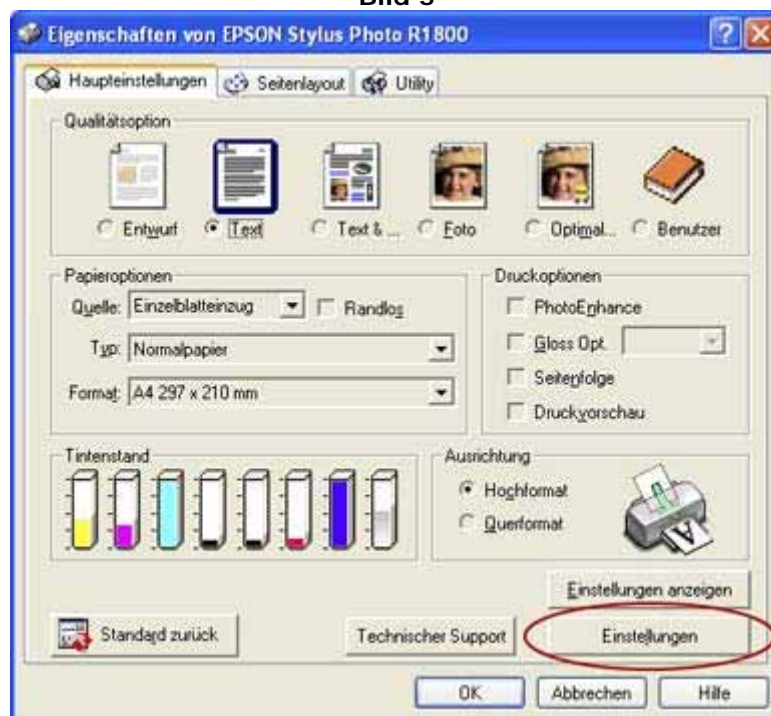 Bild 3
Eigenschaften von EPSON Stylus Photo R1800
Haupteinstellungen Seitenlayout Utility
Qualitätsoption
Entwurf Text Text & ... Foto Optimal... Benutzer
Papieroptionen Druckoptionen
Quelle: Einzelblatteinzug Randlos PhotoEnhance
Typ: Normalpapier Gloss Opt.
Seitenfolge
Format: A4 297 x 210 mm Druckvorschau
Tintenstand Ausrichtung
Hochformat
Querformat
Einstellungen anzeigen
Standard zurück Technischer Support Einstellungen
OK Abbrechen Hilfe